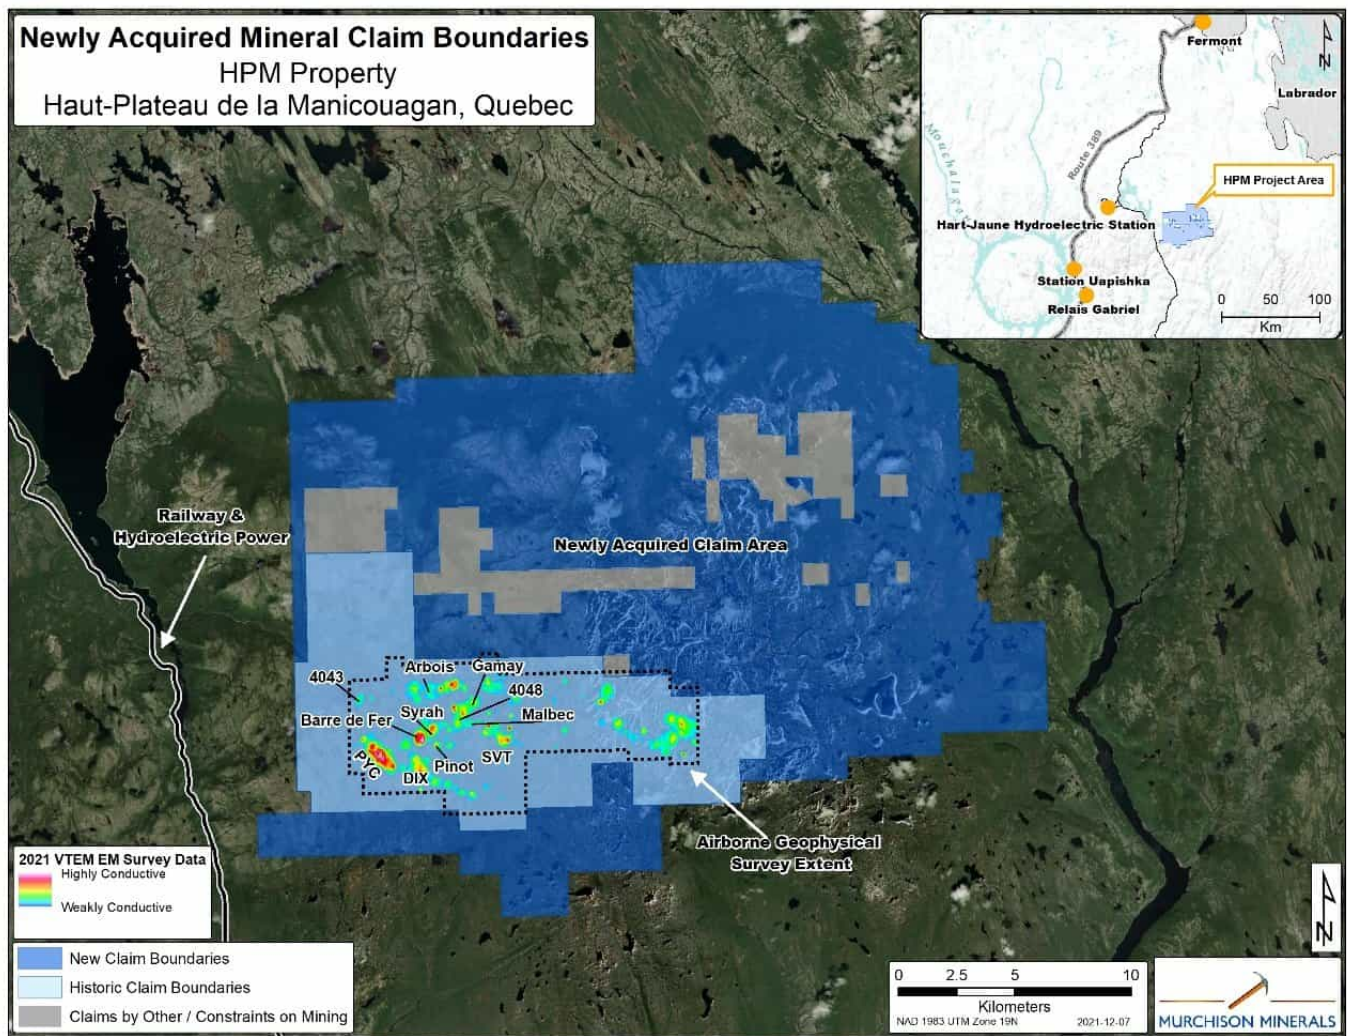 Newly Acquired Mineral Claim Boundaries
HPM Property
Haut-Plateau de la Manicouagan, Quebec
Fermont
N
Labrador
Mouchalagan
Route 389
HPM Project Area
Hart-Jaune Hydroelectric Station
Station Uapishka
Relais Gabriel
0 50 100
Km
Railway &
Hydroelectric Power
Newly Acquired Claim Area
4043
Arbois
Gamay
4048
Barre de Fer
Syrah
Malbec
PYC
DIX
Pinot
SVT
Airborne Geophysical
Survey Extent
2021 VTEM EM Survey Data
Highly Conductive
Weakly Conductive
New Claim Boundaries
Historic Claim Boundaries
Claims by Other / Constraints on Mining
0 2.5 5 10
Kilometers
NAD 1983 UTM Zone 19N
2021-12-07
N
MURCHISON MINERALS